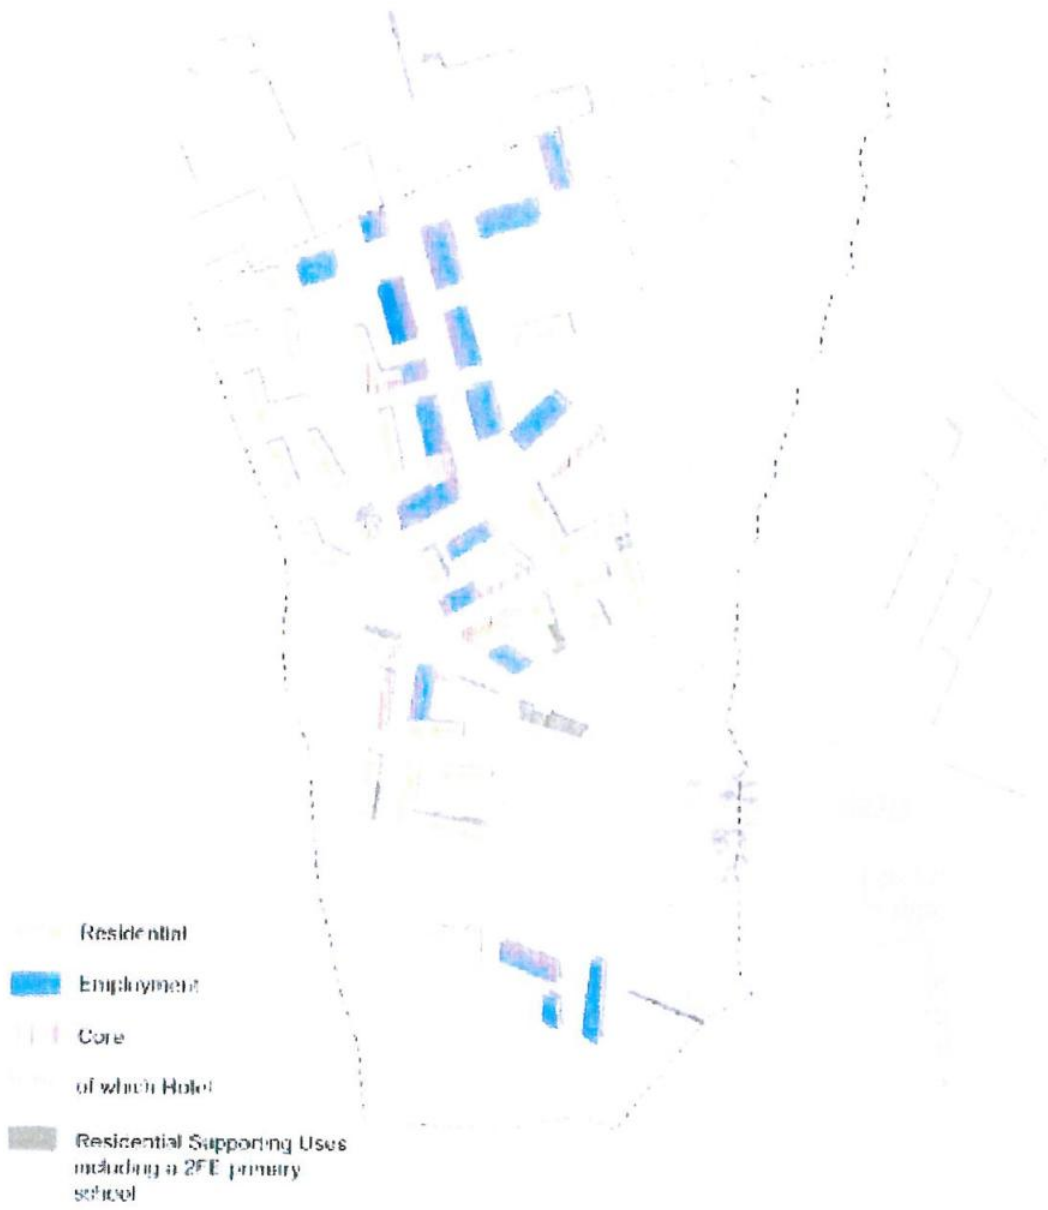 Residential
Employment
Core
of which Hotel
Residential Supporting Uses
including a 2FE primary
school